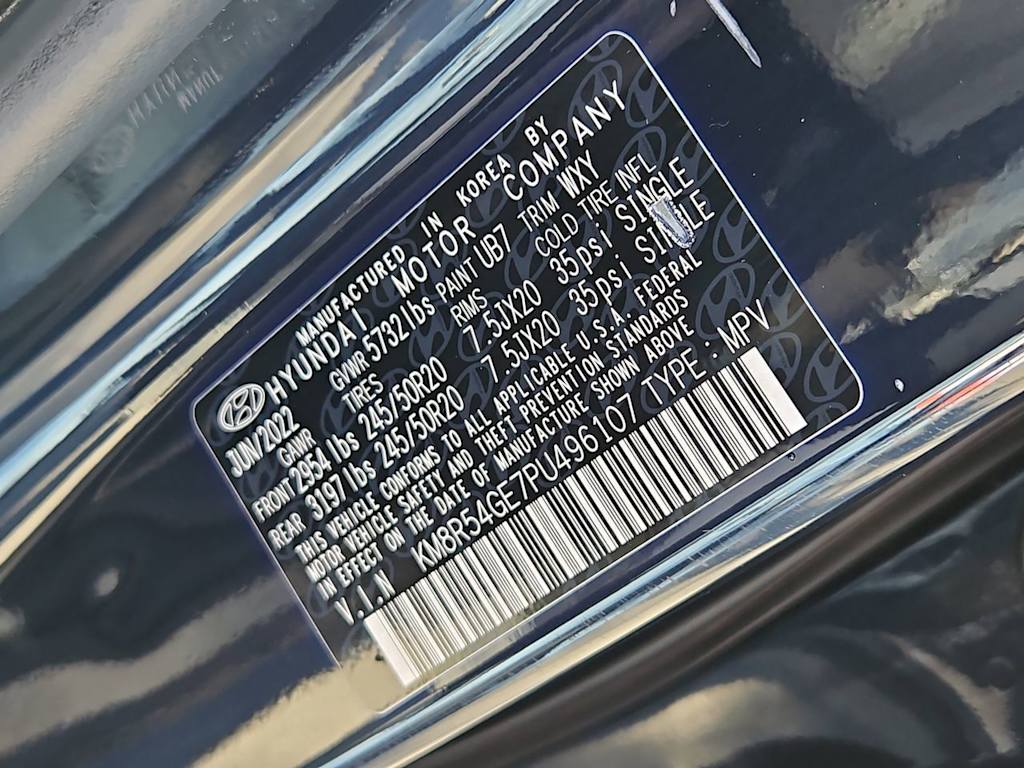 MANUFACTURED IN KOREA BY
HYUNDAI MOTOR COMPANY
JUN/2022 GVWR 5732 lbs PAINT UB7 TRIM WXY
GAWR TIRES RIMS COLD TIRE INFL
FRONT 2954 lbs 245/50R20 7.5JX20 35psi SINGLE
REAR 3197 lbs 245/50R20 7.5JX20 35psi SINGLE
THIS VEHICLE CONFORMS TO ALL APPLICABLE U.S.A. FEDERAL
MOTOR VEHICLE SAFETY AND THEFT PREVENTION STANDARDS
IN EFFECT ON THE DATE OF MANUFACTURE SHOWN ABOVE
V.I.N KM8R54GE7PU496107 TYPE.MPV